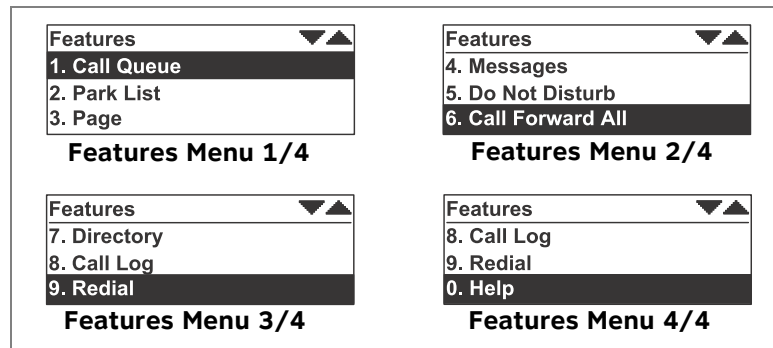 Features
1. Call Queue
2. Park List
3. Page
Features Menu 1/4
Features
4. Messages
5. Do Not Disturb
6. Call Forward All
Features Menu 2/4
Features
7. Directory
8. Call Log
9. Redial
Features Menu 3/4
Features
8. Call Log
9. Redial
0. Help
Features Menu 4/4